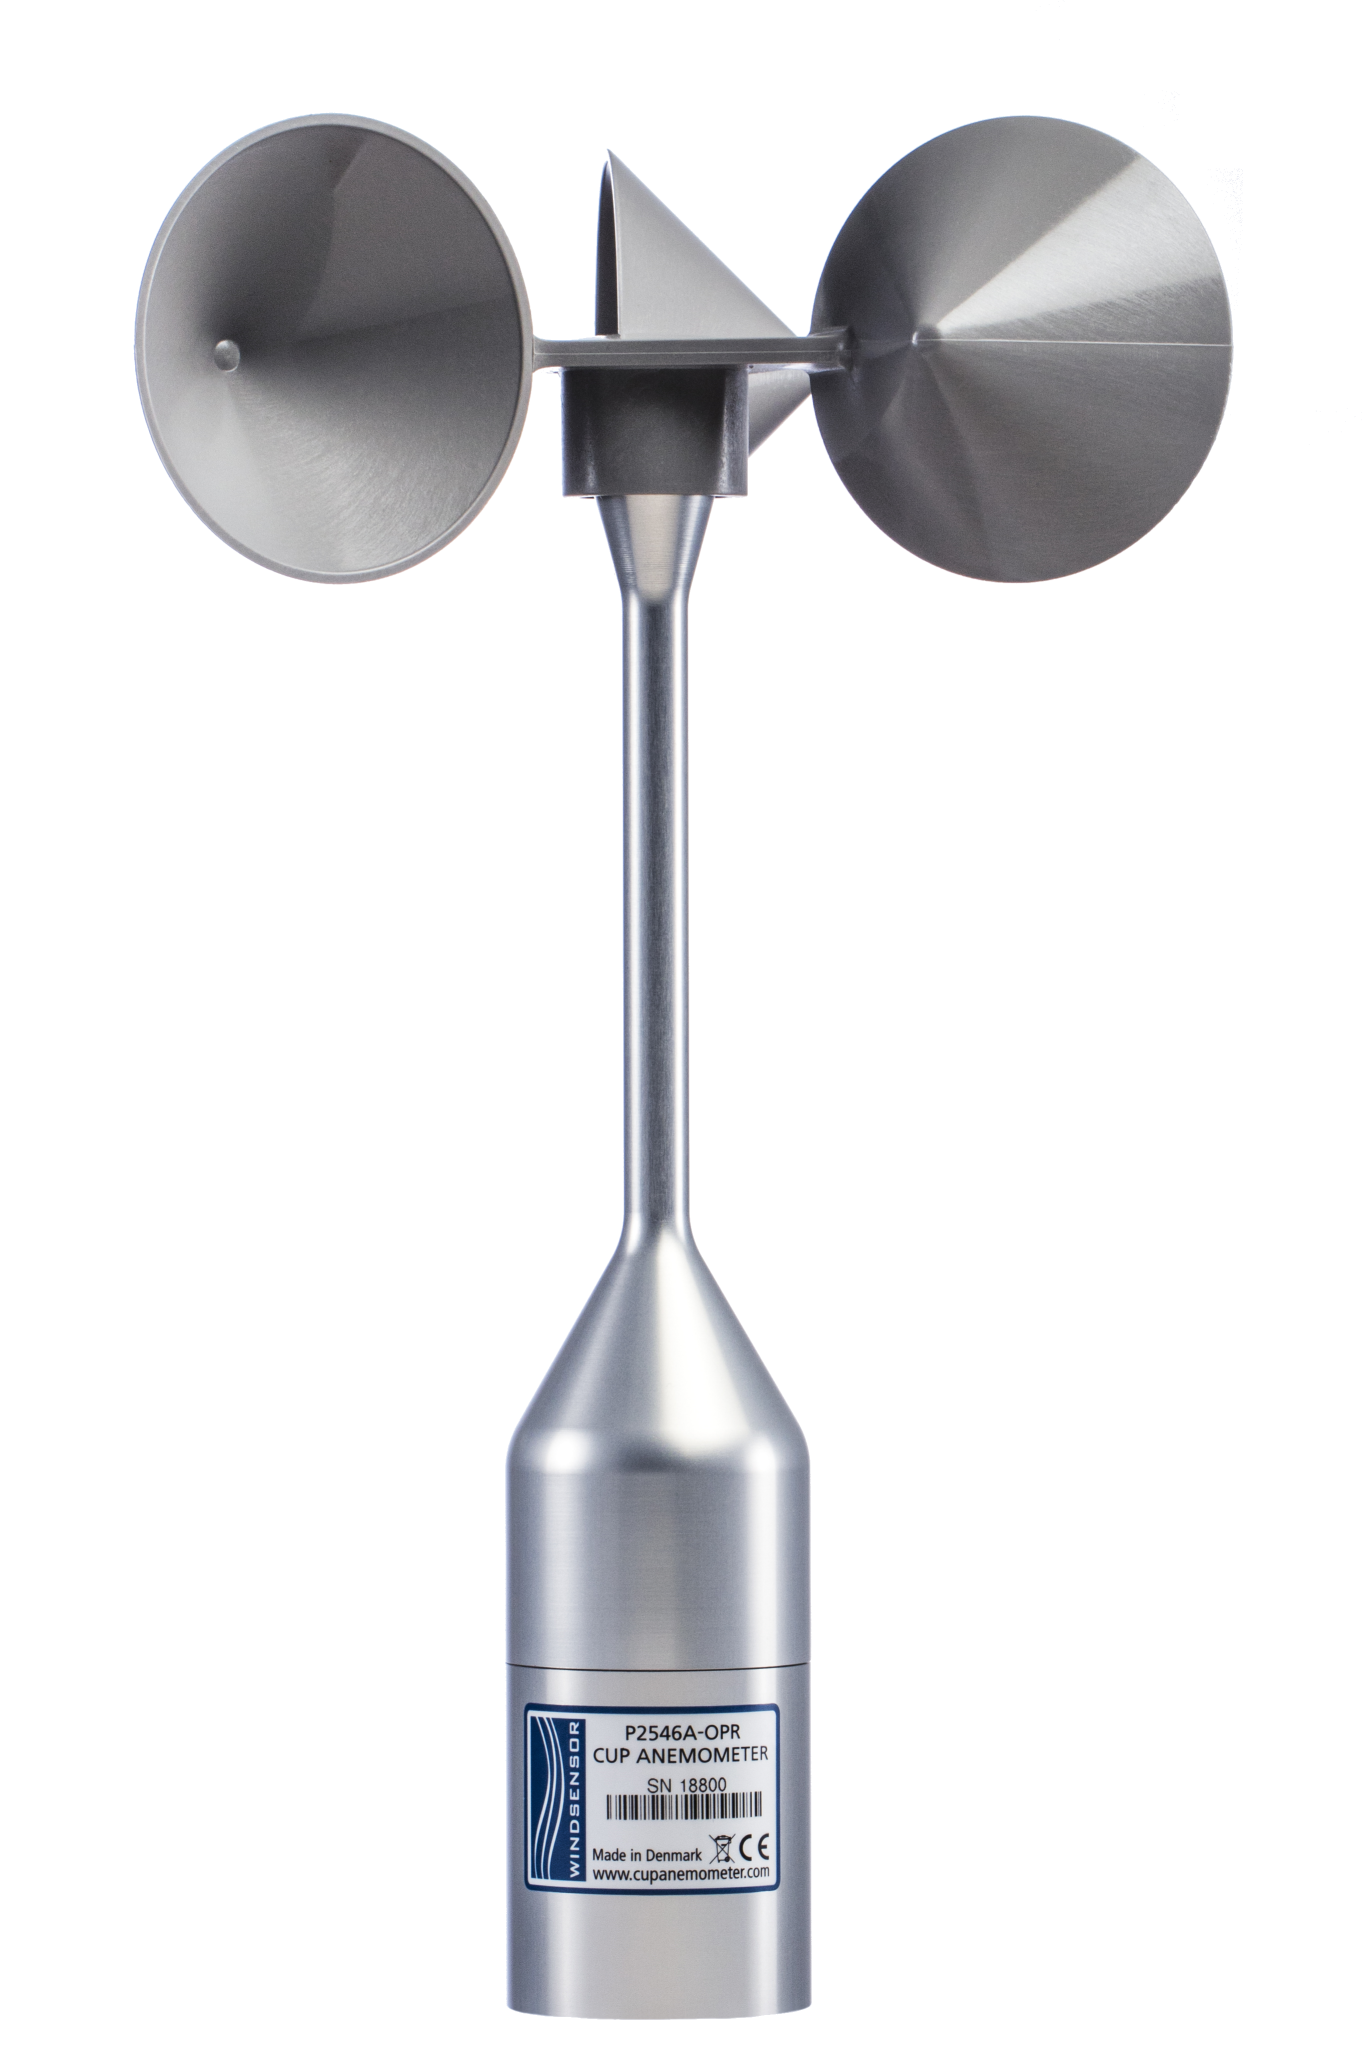 WINDSENSOR
P2546A-OPR
CUP ANEMOMETER
SN 18800
Made in Denmark CE
www.cupanemometer.com